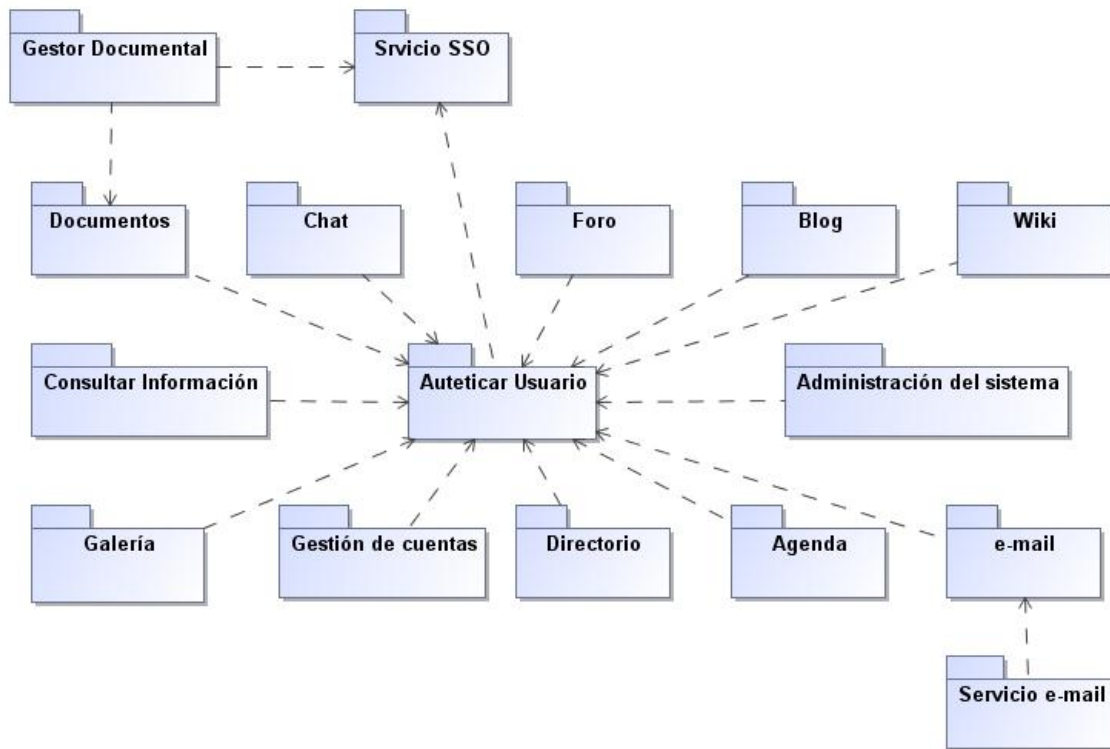 Gestor Documental
Srvicio SSO
Documentos
Chat
Foro
Blog
Wiki
Consultar Información
Auteticar Usuario
Administración del sistema
Galería
Gestión de cuentas
Directorio
Agenda
e-mail
Servicio e-mail